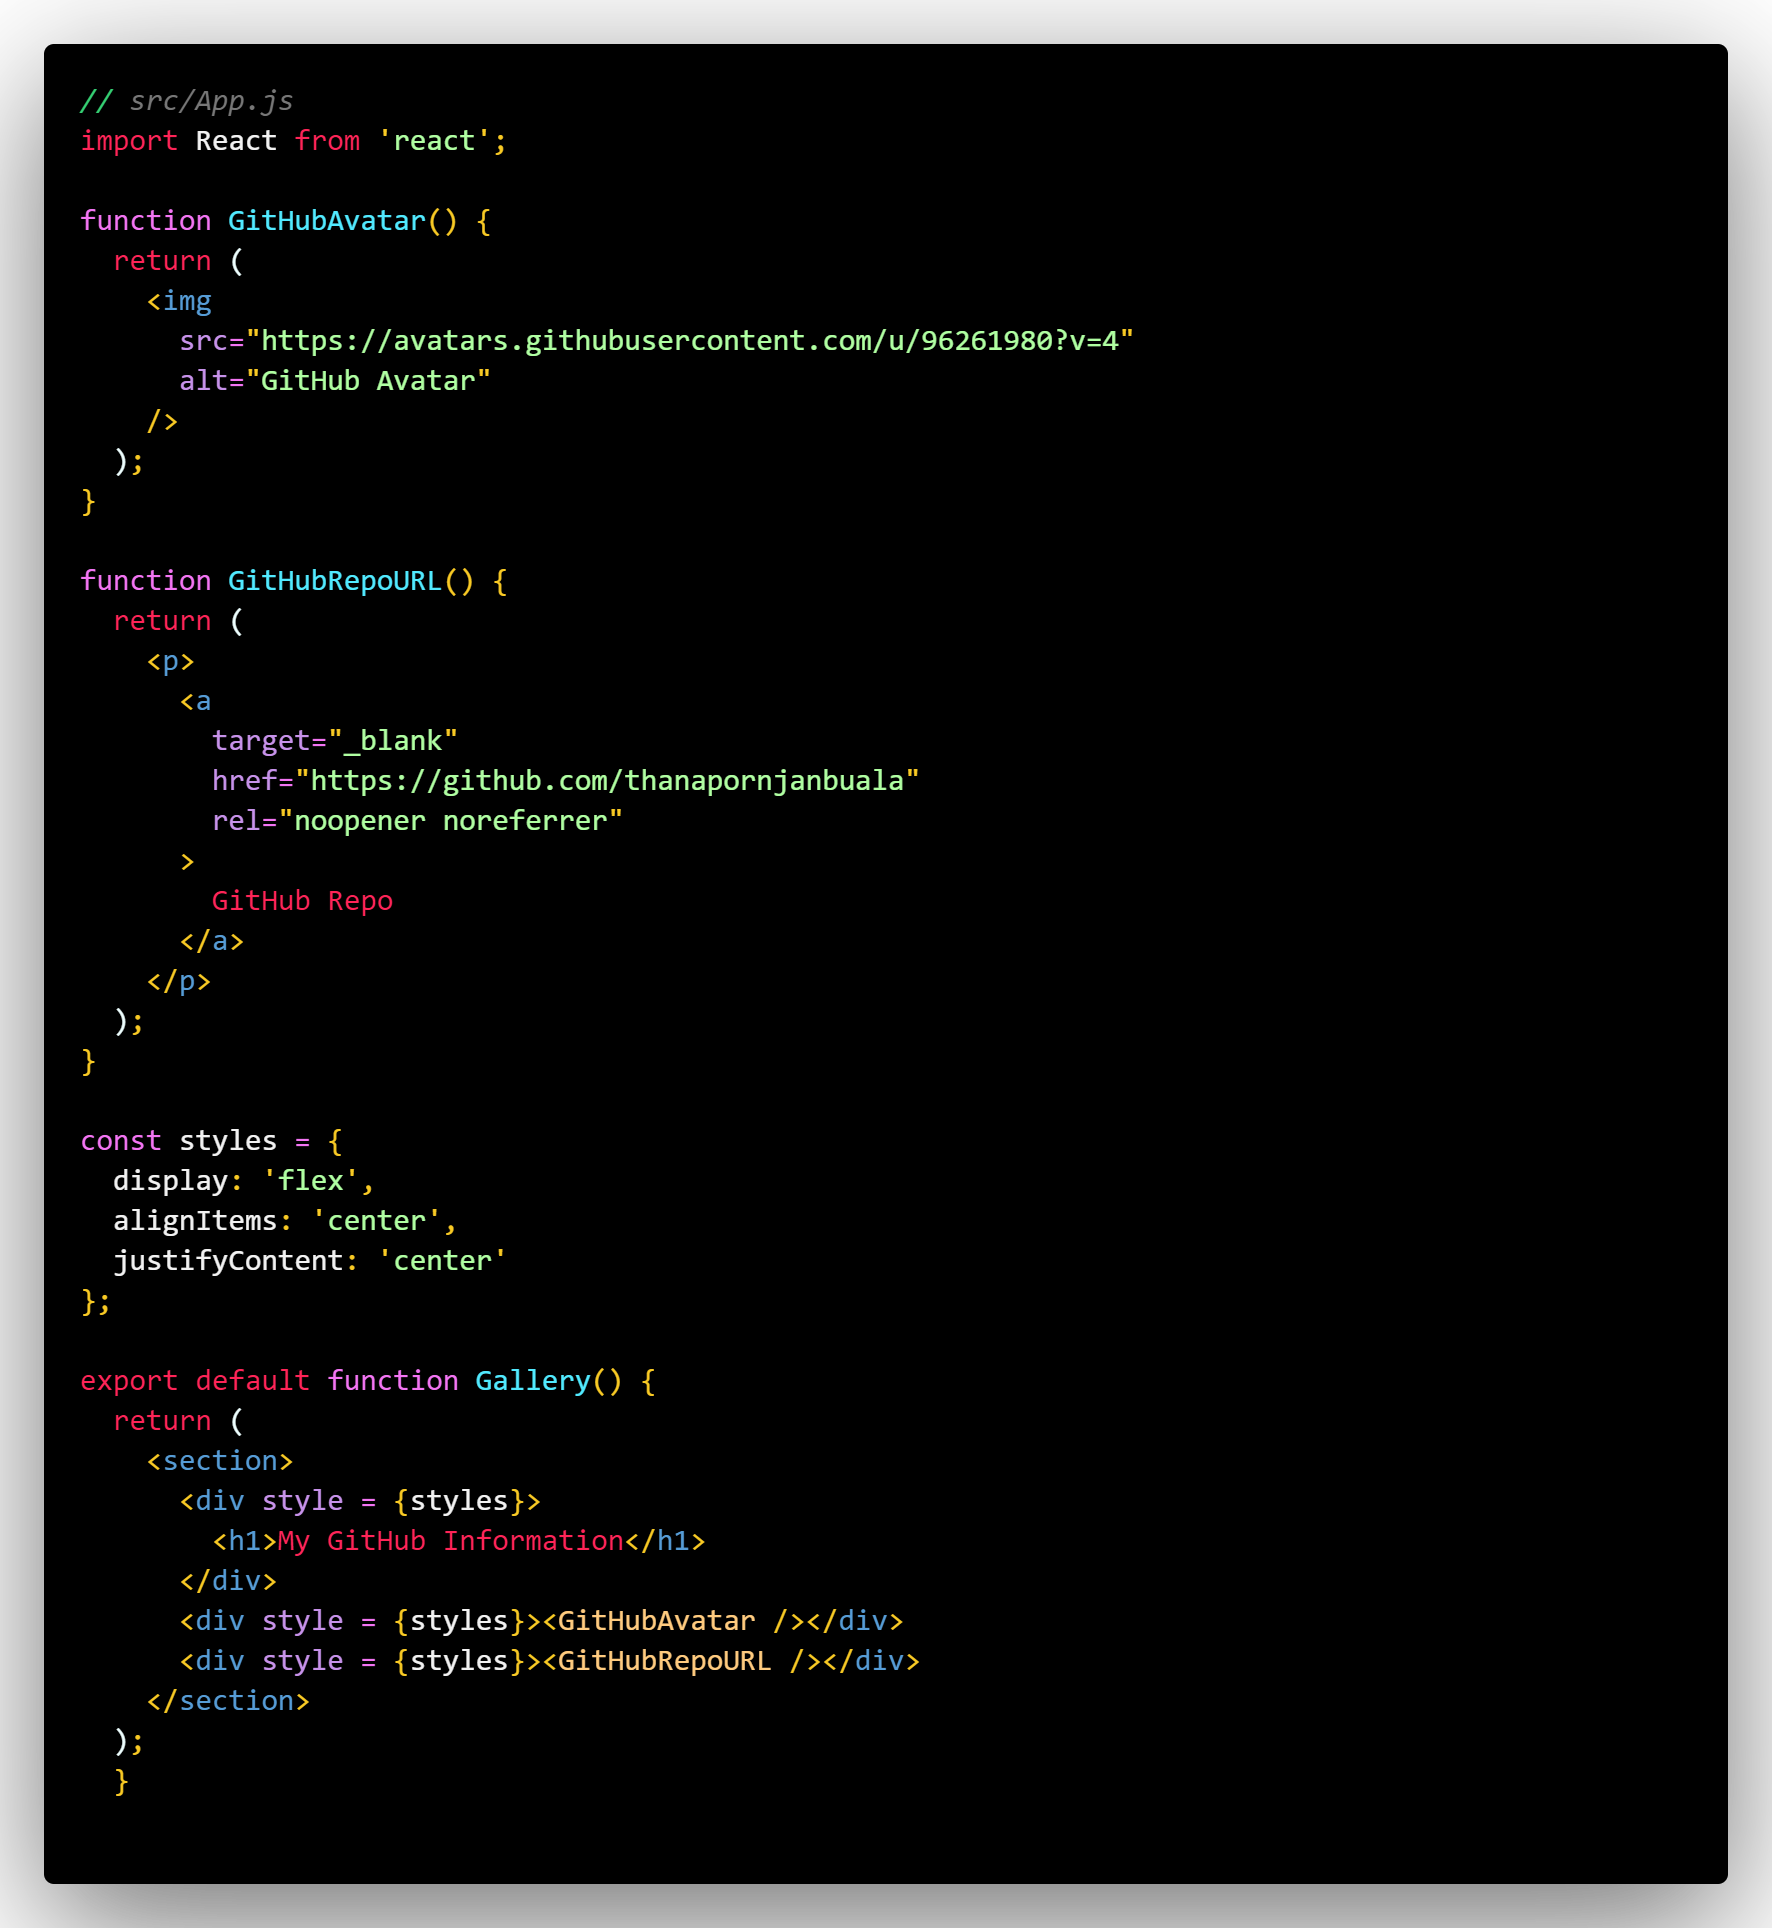 // src/App.js
import React from 'react';

function GitHubAvatar() {
  return (
    <img
      src="https://avatars.githubusercontent.com/u/96261980?v=4"
      alt="GitHub Avatar"
    />
  );
}

function GitHubRepoURL() {
  return (
    <p>
      <a
        target="_blank"
        href="https://github.com/thanapornjanbuala"
        rel="noopener noreferrer"
      >
        GitHub Repo
      </a>
    </p>
  );
}

const styles = {
  display: 'flex',
  alignItems: 'center',
  justifyContent: 'center'
};

export default function Gallery() {
  return (
    <section>
      <div style = {styles}>
        <h1>My GitHub Information</h1>
      </div>
      <div style = {styles}><GitHubAvatar /></div>
      <div style = {styles}><GitHubRepoURL /></div>
    </section>
  );
  }